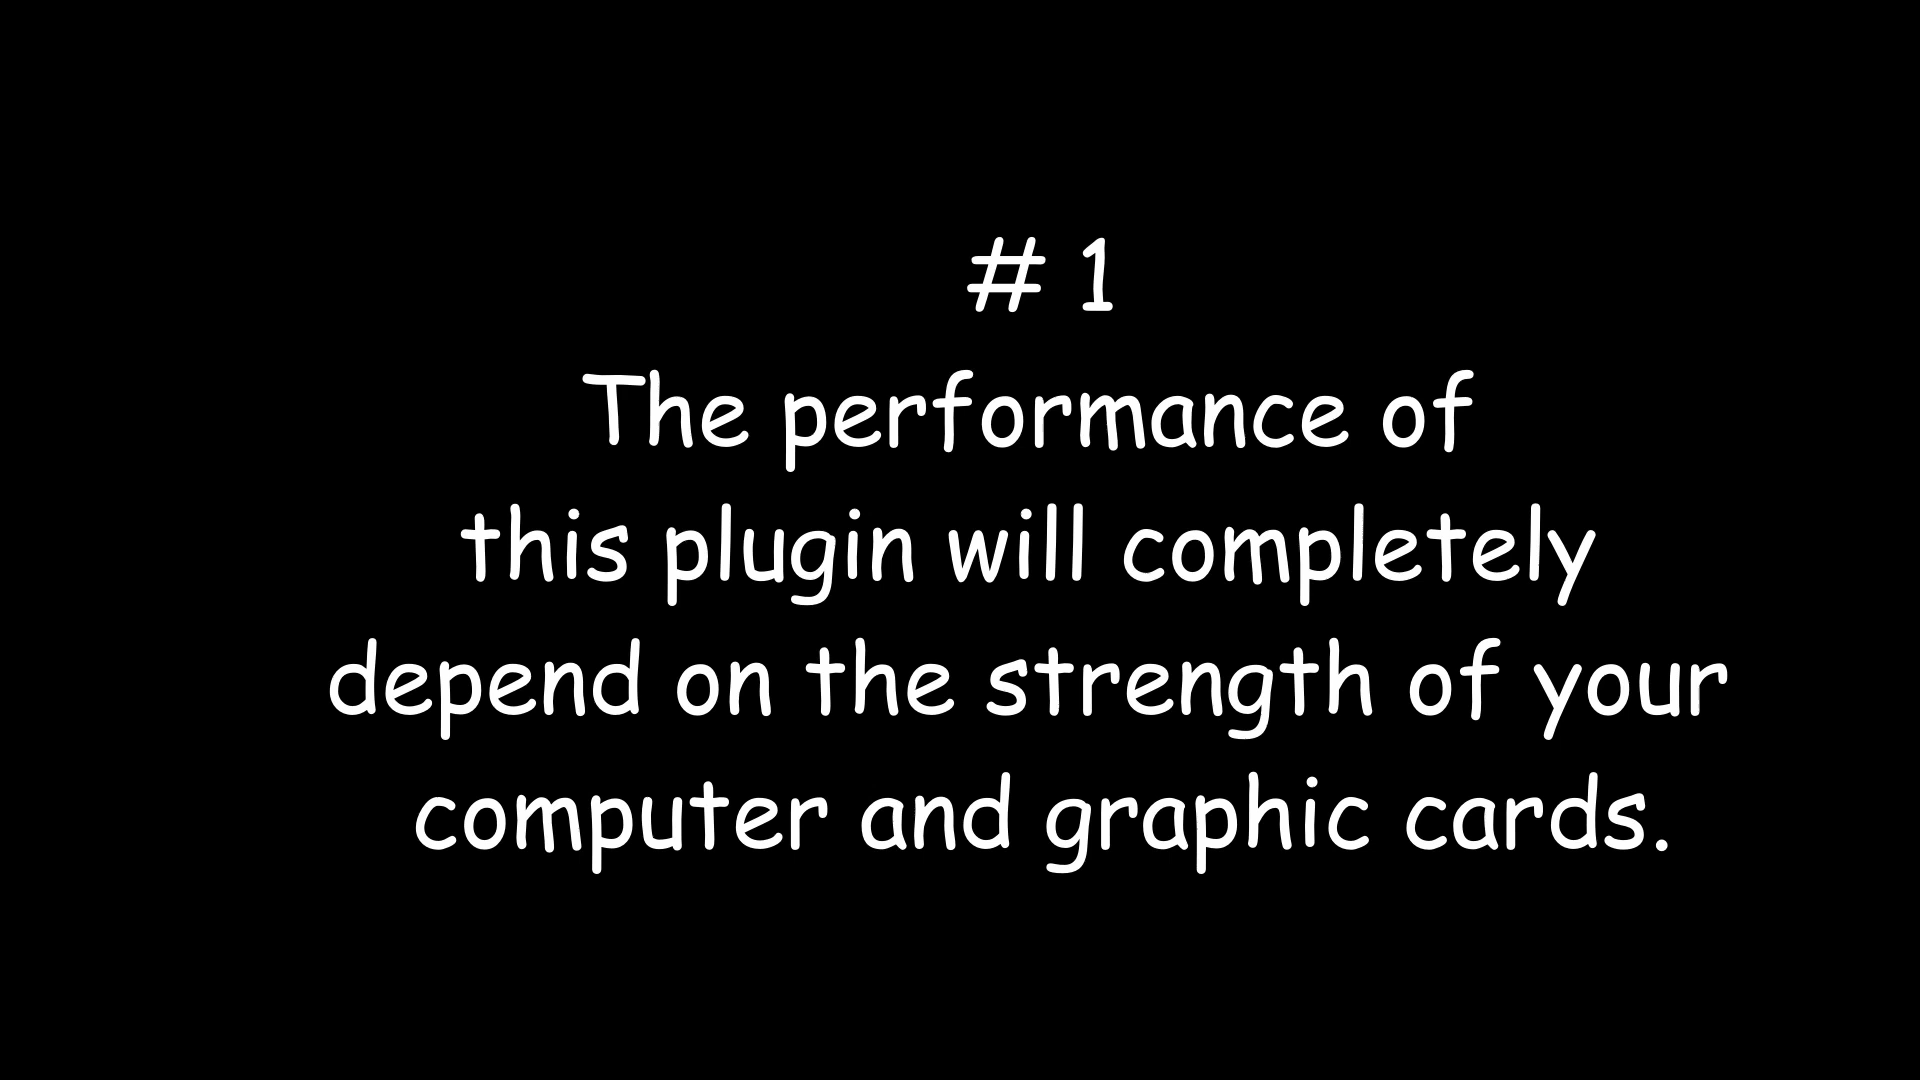 # 1
The performance of
this plugin will completely
depend on the strength of your
computer and graphic cards.